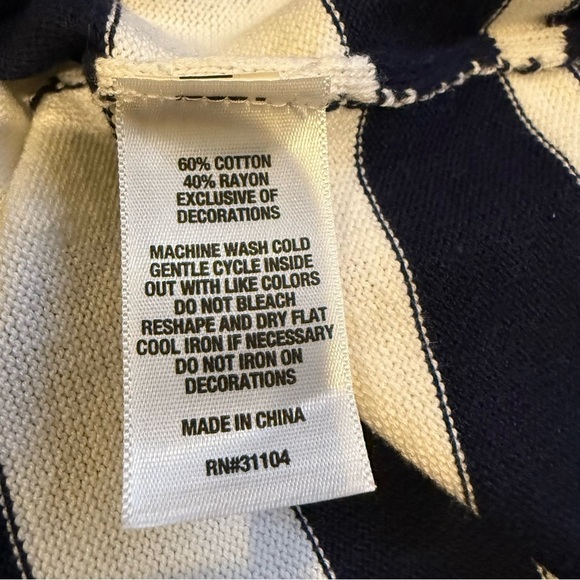 60% COTTON
40% RAYON
EXCLUSIVE OF
DECORATIONS
MACHINE WASH COLD
GENTLE CYCLE INSIDE
OUT WITH LIKE COLORS
DO NOT BLEACH
RESHAPE AND DRY FLAT
COOL IRON IF NECESSARY
DO NOT IRON ON
DECORATIONS
MADE IN CHINA
RN#31104